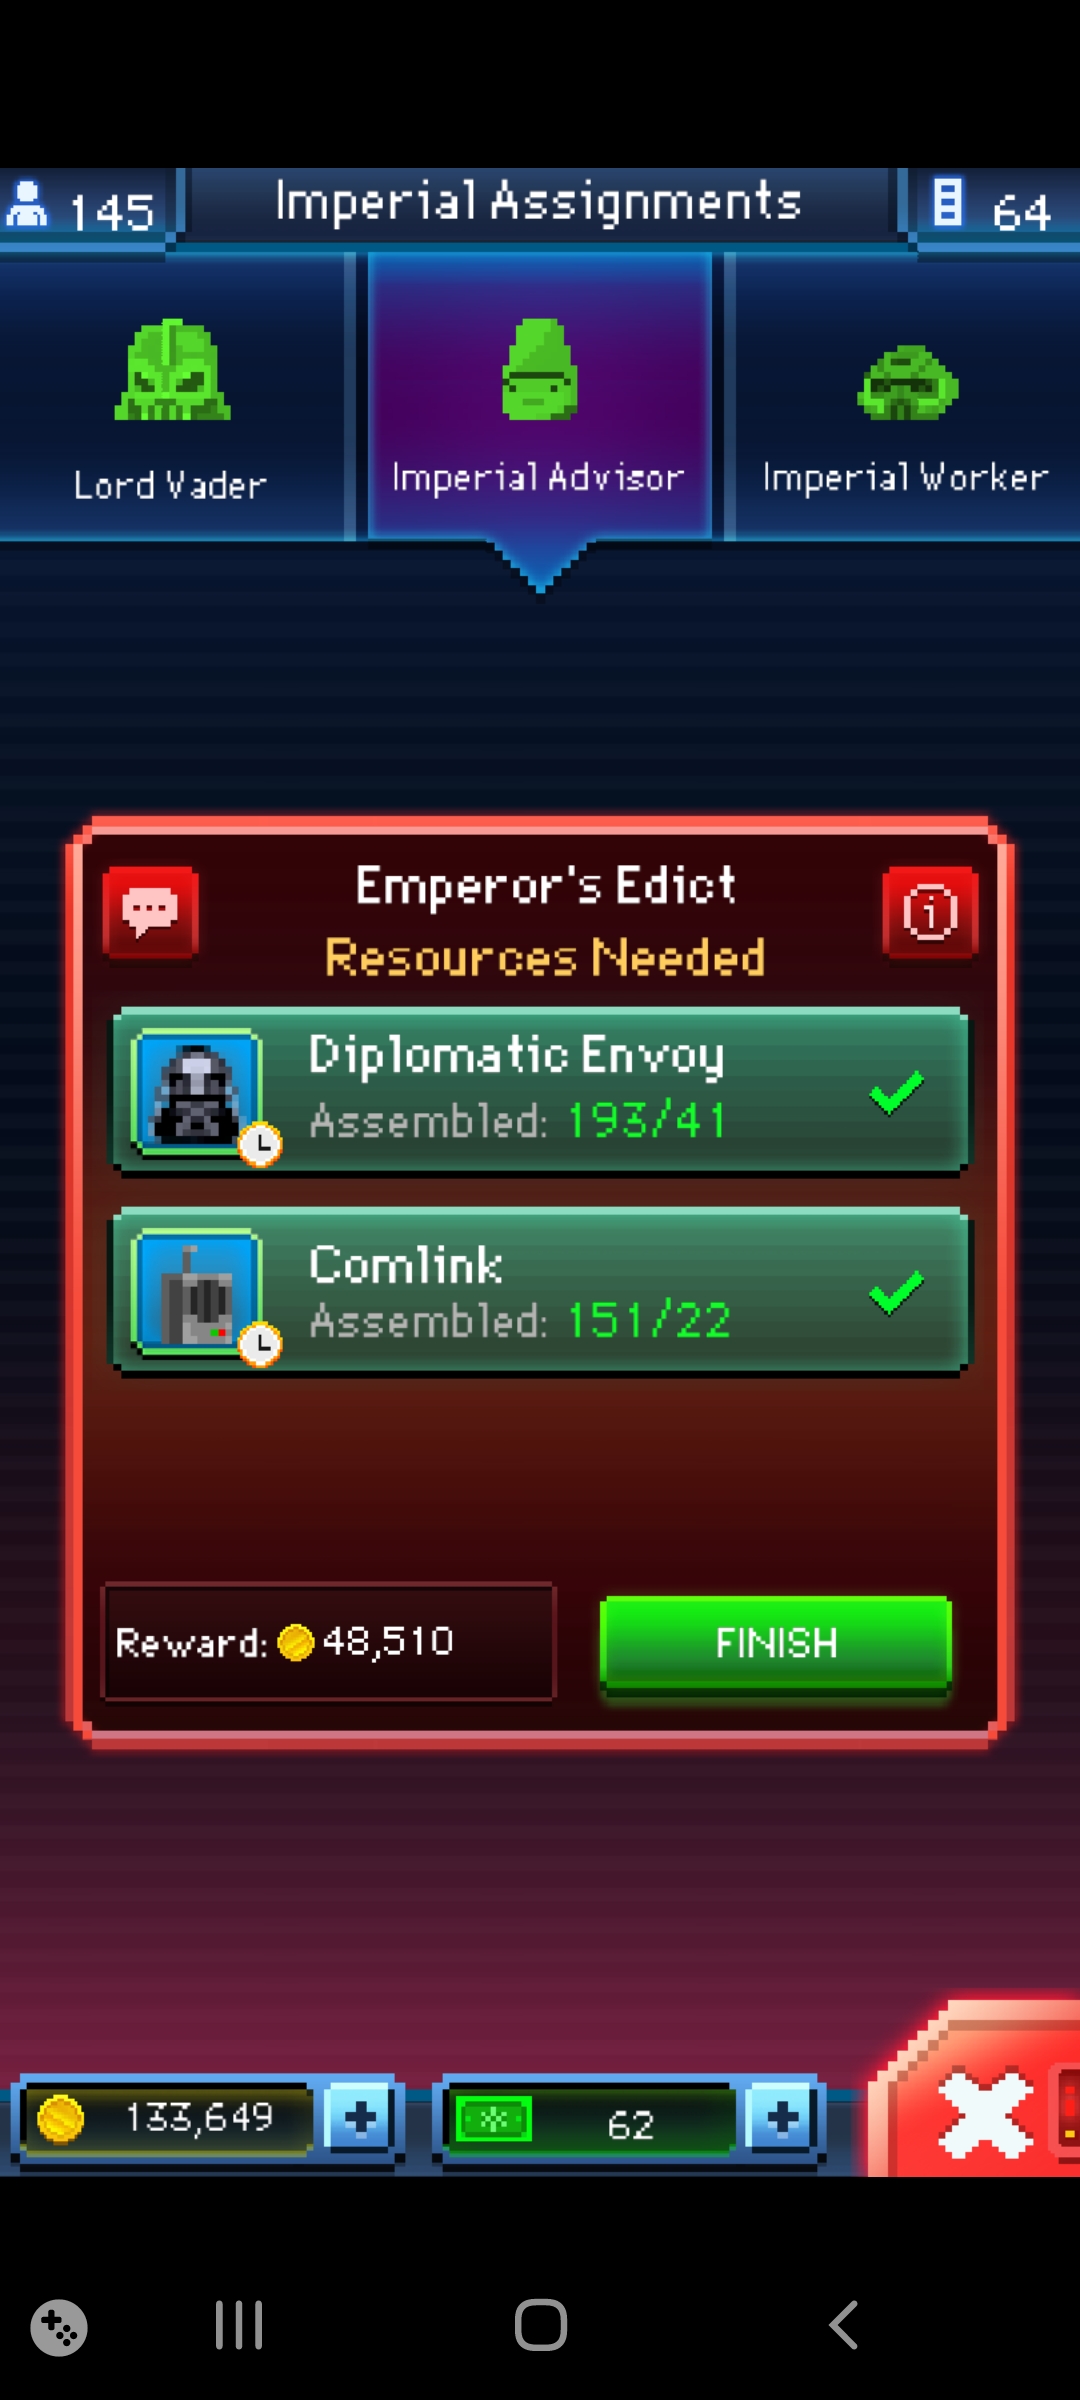 145
Imperial Assignments
64
Lord Vader
Imperial Advisor
Imperial Worker
Emperor's Edict
Resources Needed
Diplomatic Envoy
Assembled: 193/41
Comlink
Assembled: 151/22
Reward: 48,510
FINISH
133,649
62